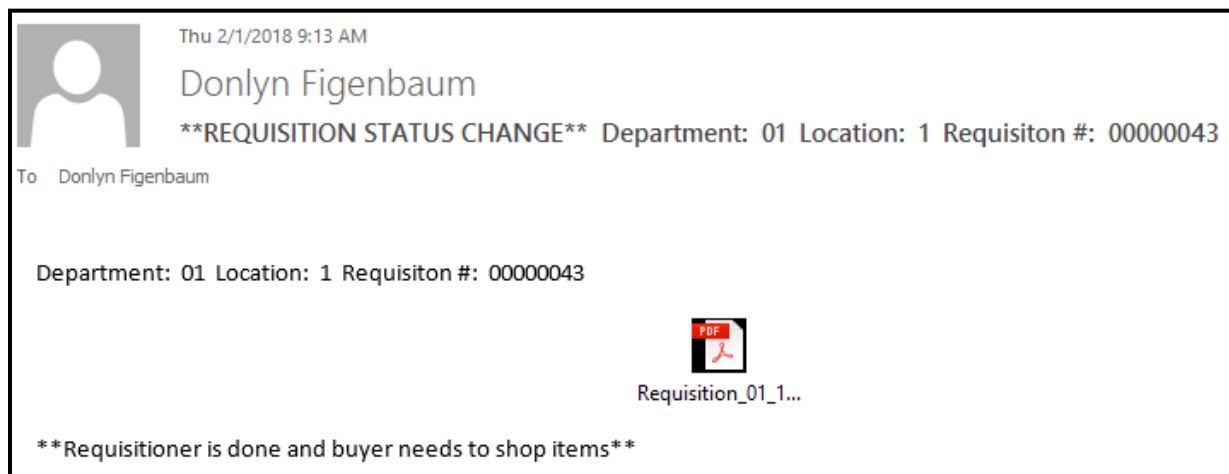 Thu 2/1/2018 9:13 AM
Donlyn Figenbaum
**REQUISITION STATUS CHANGE** Department: 01 Location: 1 Requisiton #: 00000043
To Donlyn Figenbaum
Department: 01 Location: 1 Requisiton #: 00000043
PDF
Requisition_01_1...
**Requisitioner is done and buyer needs to shop items**